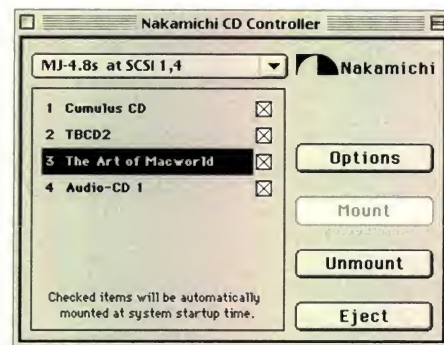 Nakamichi CD Controller
MJ-4.8s at SCSI 1,4
Nakamichi
1 Cumulus CD
2 TBCD2
3 The Art of Macworld
4 Audio-CD 1
Checked items will be automatically
mounted at system startup time.
Options
Mount
Unmount
Eject